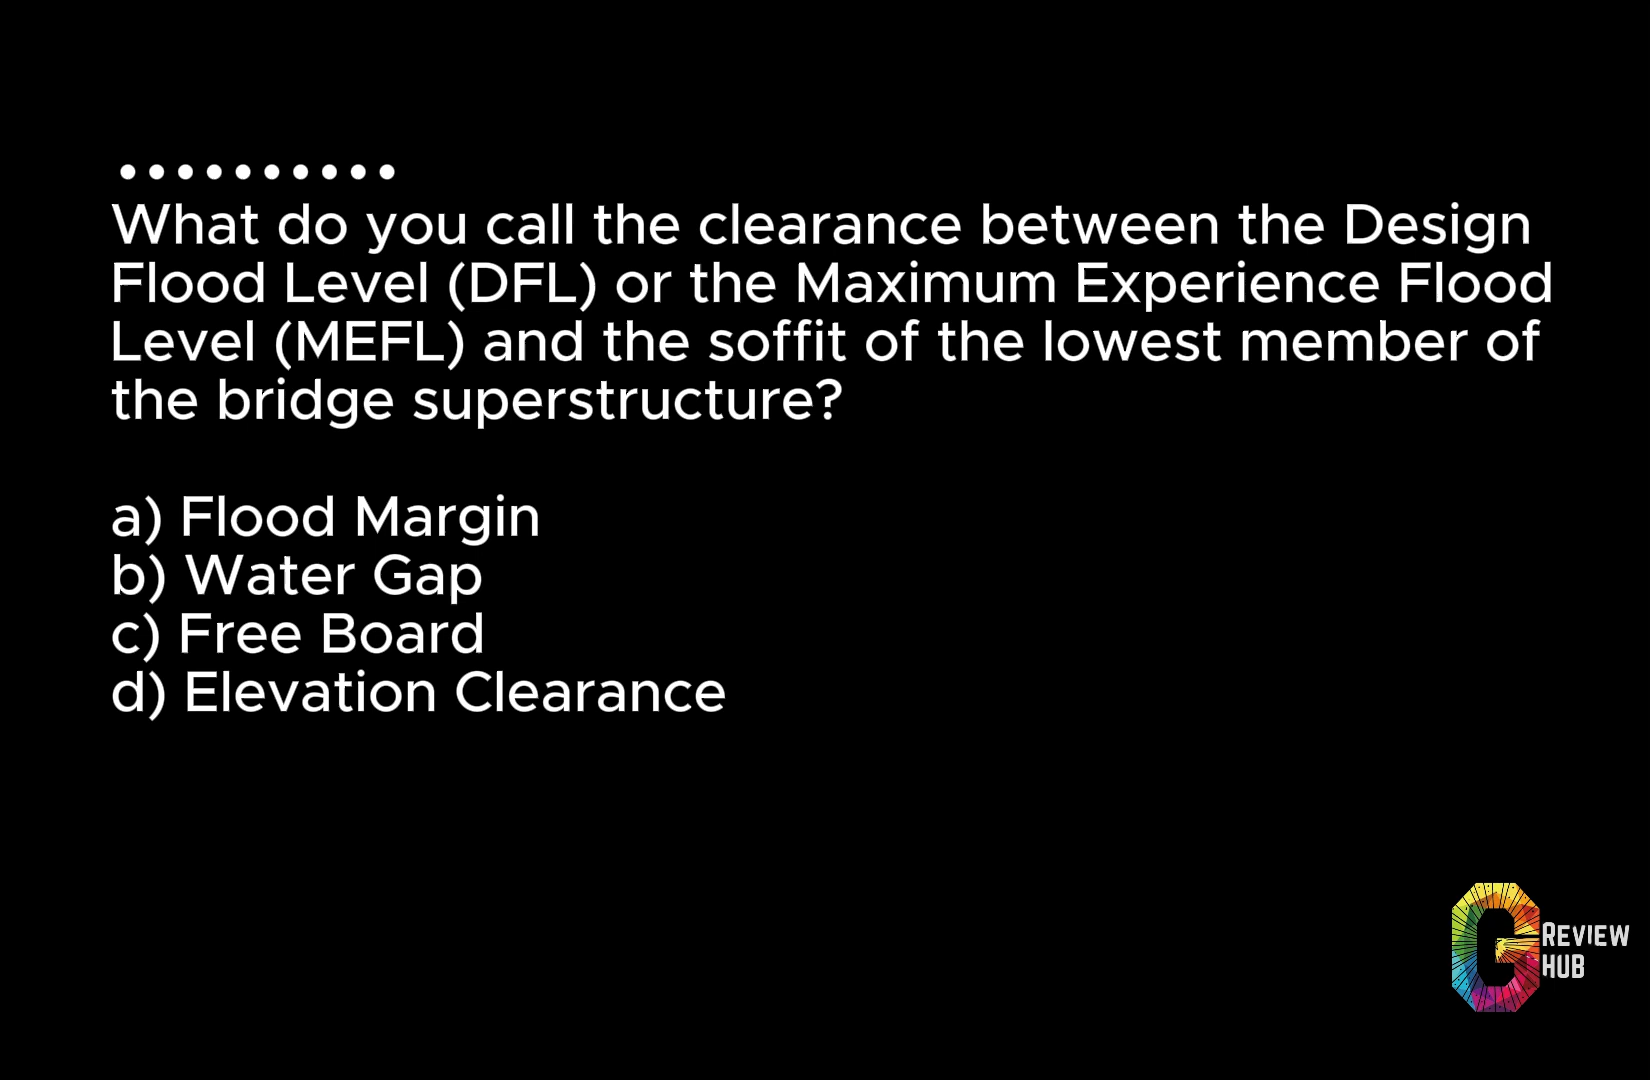 ..........
What do you call the clearance between the Design
Flood Level (DFL) or the Maximum Experience Flood
Level (MEFL) and the soffit of the lowest member of
the bridge superstructure?
a) Flood Margin
b) Water Gap
c) Free Board
d) Elevation Clearance
G REVIEW
HUB